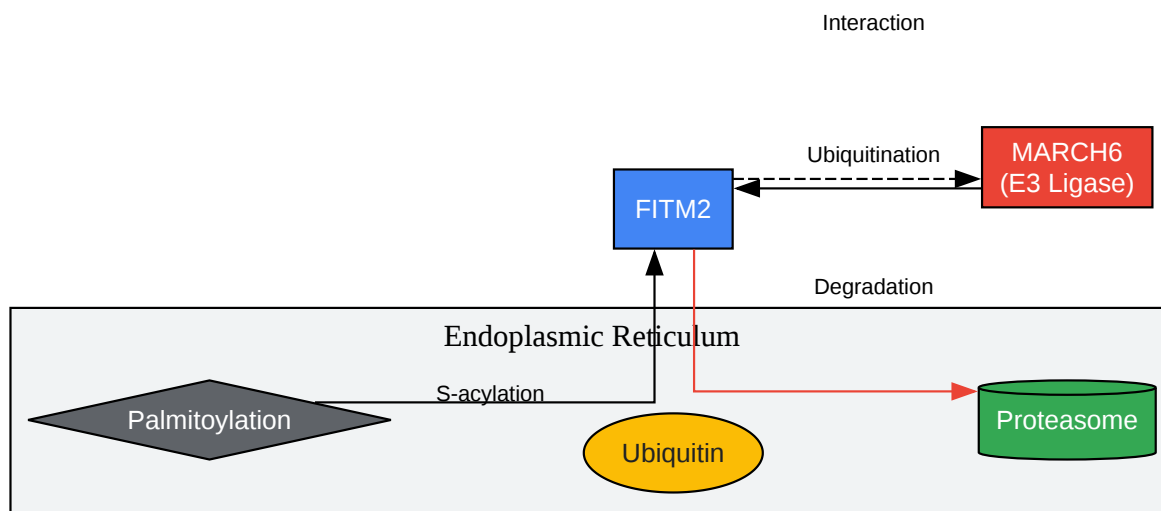 Interaction
Ubiquitination
MARCH6
(E3 Ligase)
FITM2
Degradation
Endoplasmic Reticulum
S-acylation
Palmitoylation
Proteasome
Ubiquitin